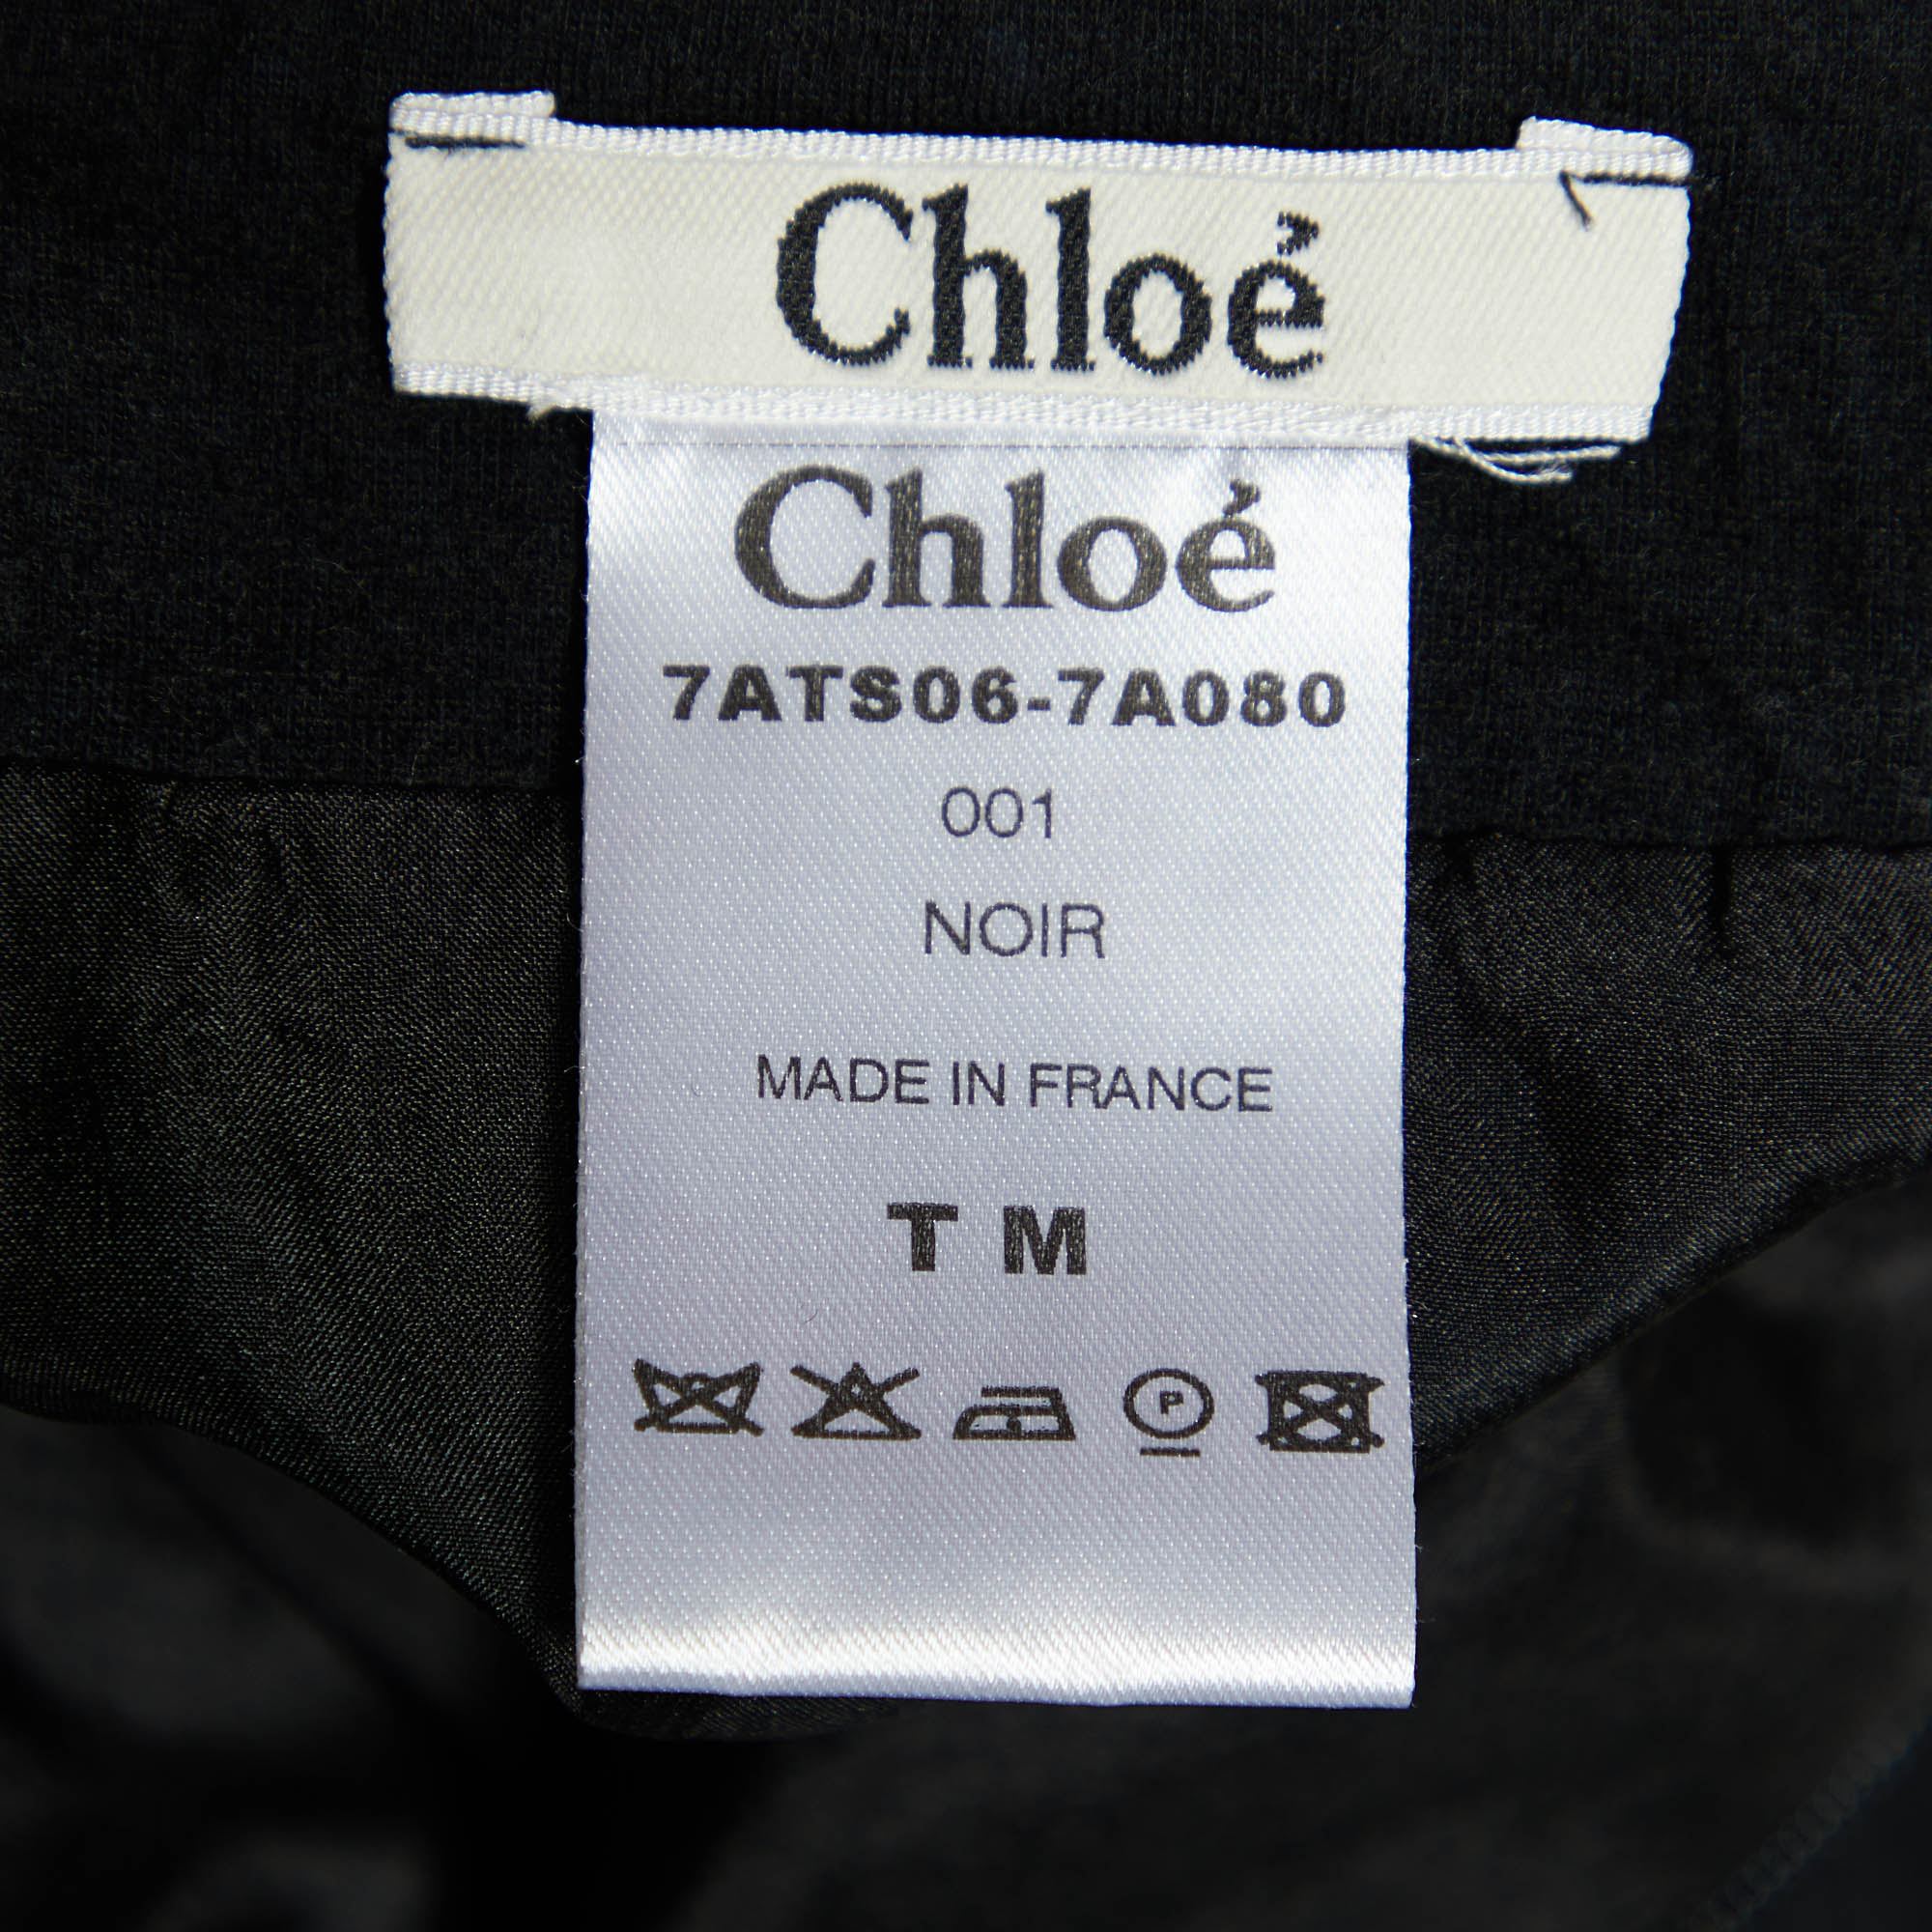 Chloé
Chloé
7ATS06-7A080
001
NOIR
MADE IN FRANCE
T M
P